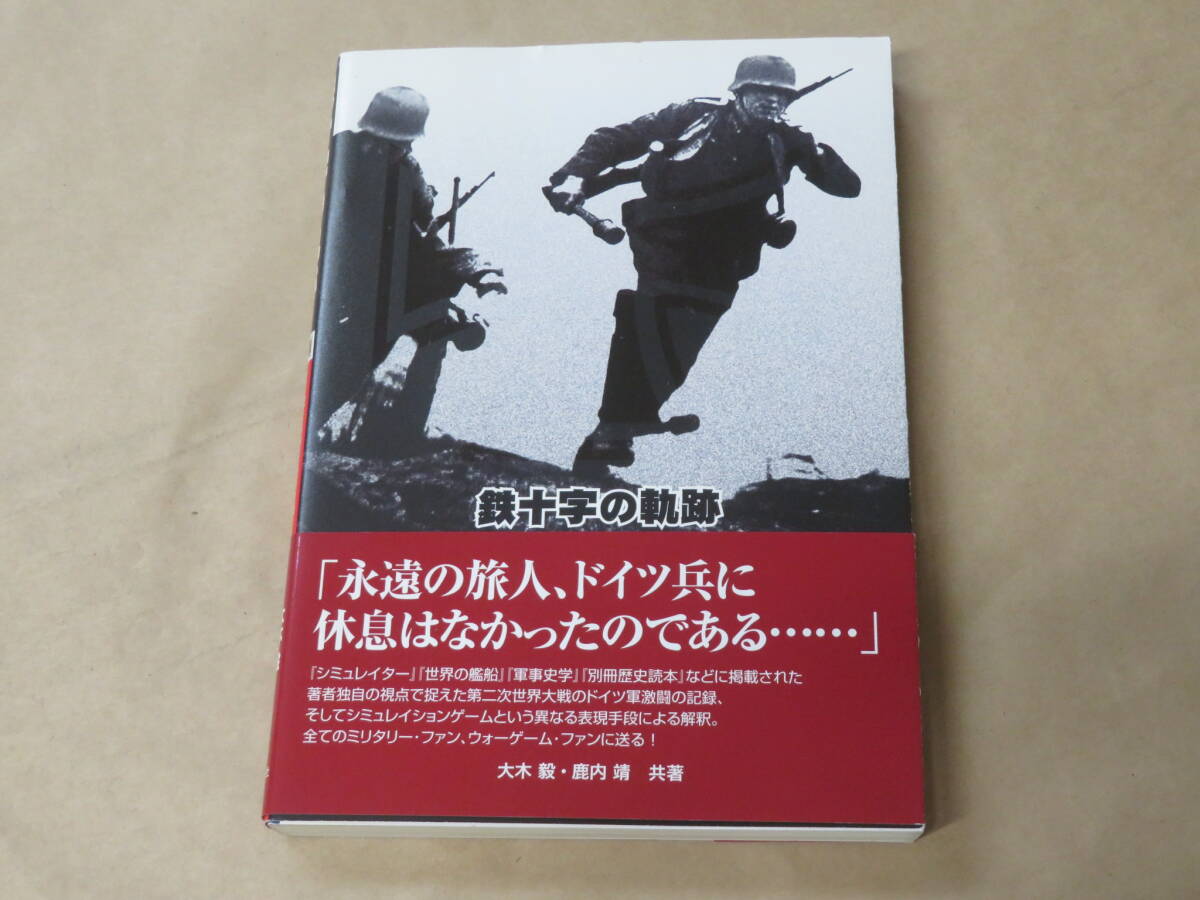 鉄十字の軌跡
「永遠の旅人、ドイツ兵に
休息はなかったのである……」
『シミュレイター』『世界の艦船』『軍事史学』『別冊歴史読本』などに掲載された
著者独自の視点で捉えた第二次世界大戦のドイツ軍激闘の記録、
そしてシミュレイションゲームという異なる表現手段による解釈。
全てのミリタリー・ファン、ウォーゲーム・ファンに送る！
大木 毅・鹿内 靖 共著